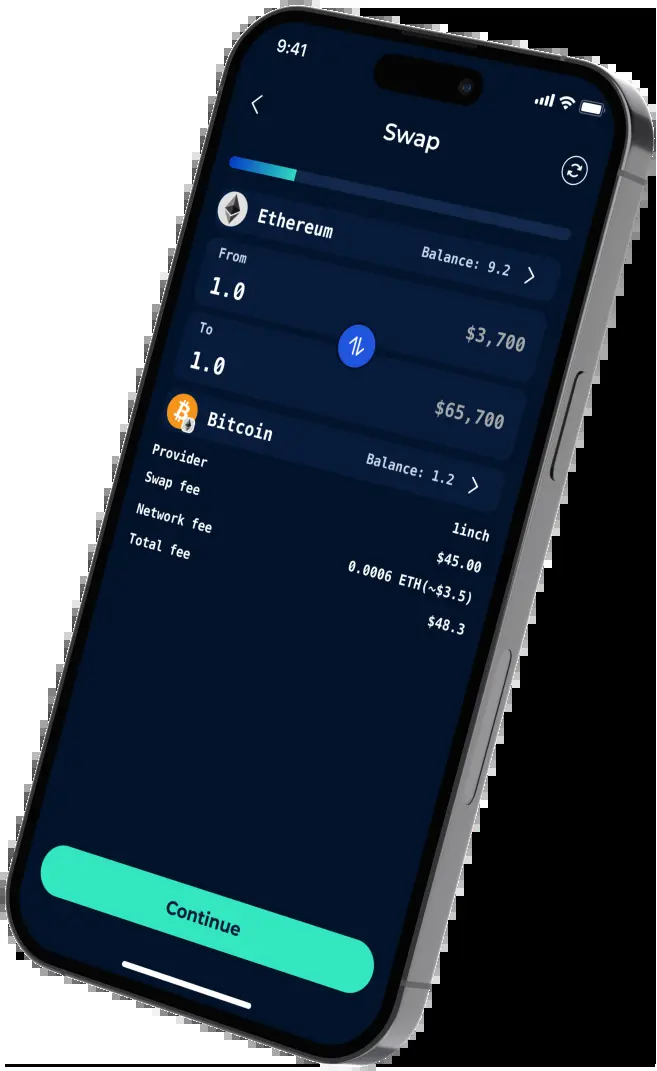 9:41
Swap
Ethereum
Balance: 9.2
From
1.0
$3,700
To
1.0
$65,700
Bitcoin
Balance: 1.2
Provider
1inch
Swap fee
$45.00
Network fee
0.0006 ETH(~$3.5)
Total fee
$48.3
Continue